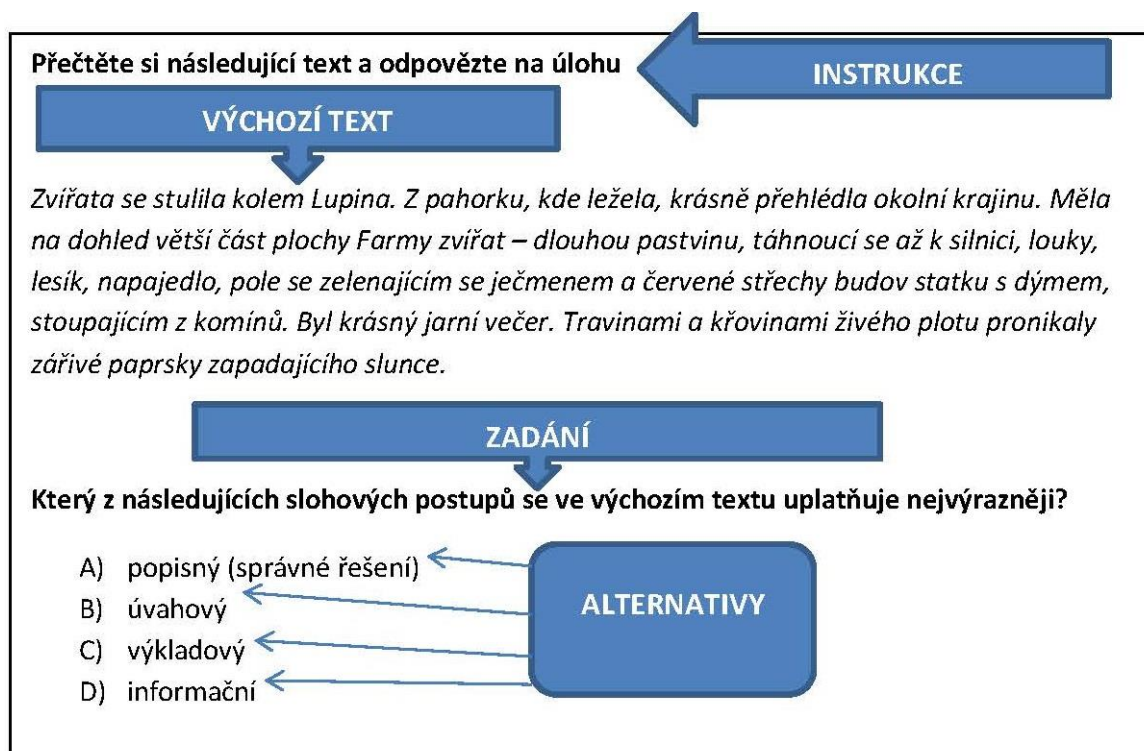 Přečtěte si následující text a odpovězte na úlohu
INSTRUKCE
VÝCHOZÍ TEXT
Zvířata se stulila kolem Lupina. Z pahorku, kde ležela, krásně přehlédla okolní krajinu. Měla
na dohled větší část plochy Farmy zvířat – dlouhou pastvinu, táhnoucí se až k silnici, louky,
lesík, napajedlo, pole se zelenajícím se ječmenem a červené střechy budov statku s dýmem,
stoupajícím z komínů. Byl krásný jarní večer. Travinami a křovinami živého plotu pronikaly
zářivé paprsky zapadajícího slunce.
ZADÁNÍ
Který z následujících slohových postupů se ve výchozím textu uplatňuje nejvýrazněji?
A) popisný (správné řešení)
B) úvahový
C) výkladový
D) informační
ALTERNATIVY